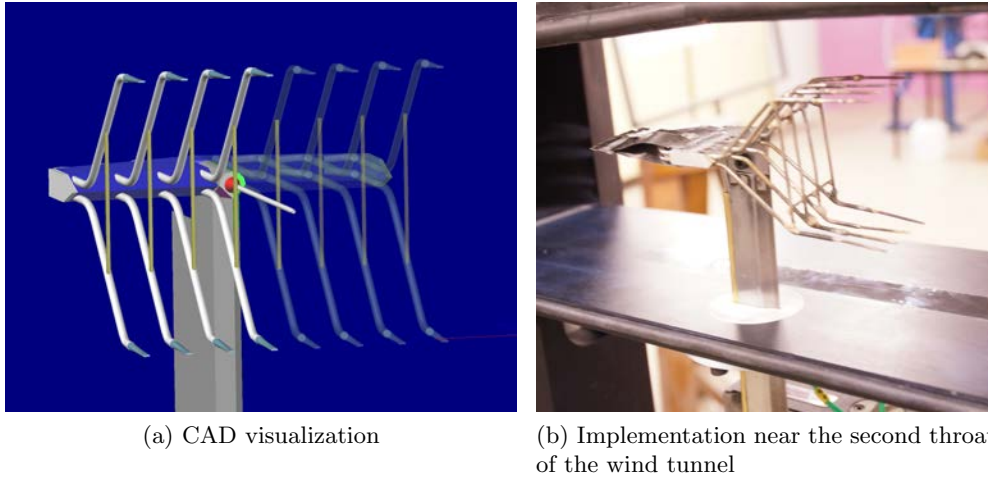 (a) CAD visualization
(b) Implementation near the second throat
of the wind tunnel